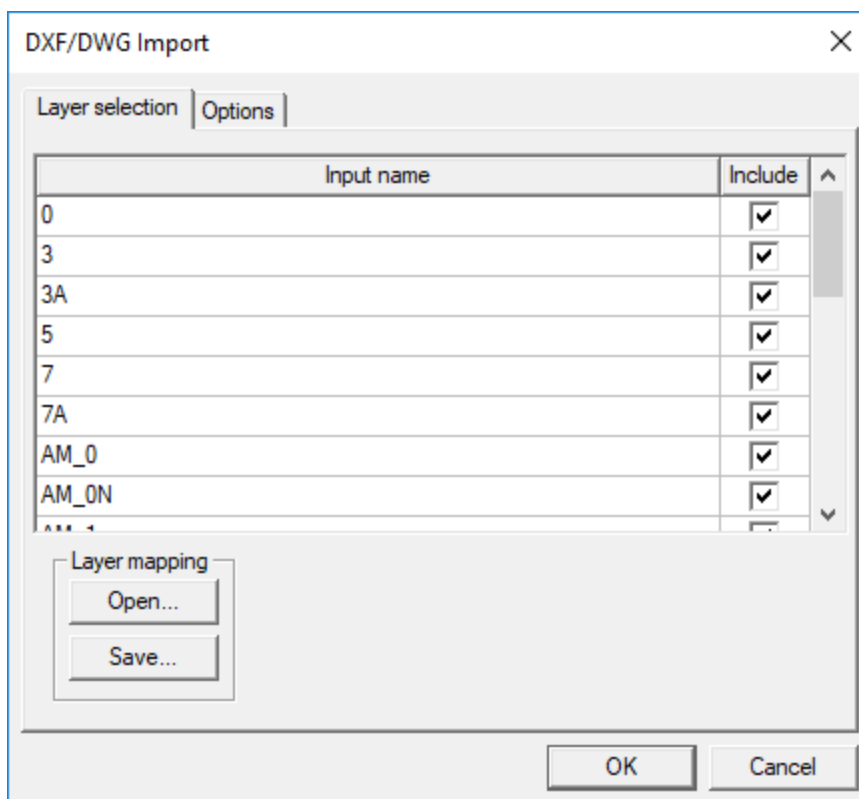 DXF/DWG Import
Layer selection Options
Input name Include
0
3
3A
5
7
7A
AM_0
AM_0N
AM_1
Layer mapping
Open...
Save...
OK Cancel